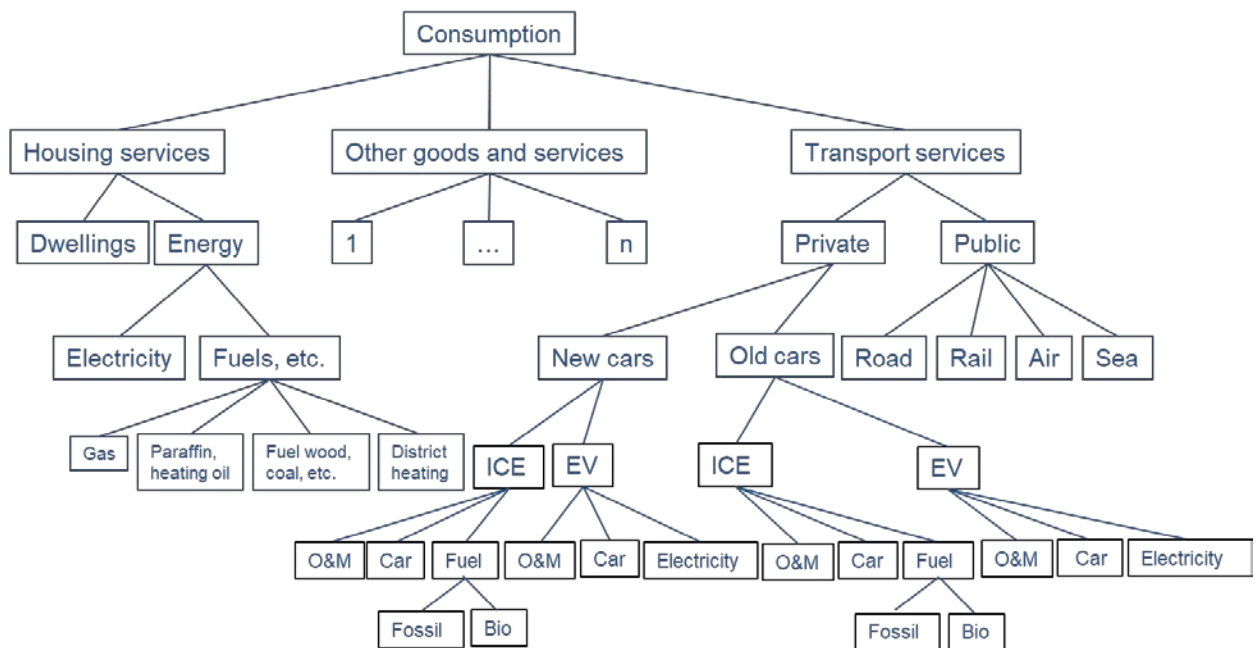 Consumption
Housing services
Other goods and services
Transport services
Dwellings
Energy
1
...
n
Private
Public
Electricity
Fuels, etc.
New cars
Old cars
Road
Rail
Air
Sea
Gas
Paraffin,
heating oil
Fuel wood,
coal, etc.
District
heating
ICE
EV
ICE
EV
O&M
Car
Fuel
O&M
Car
Electricity
O&M
Car
Fuel
O&M
Car
Electricity
Fossil
Bio
Fossil
Bio